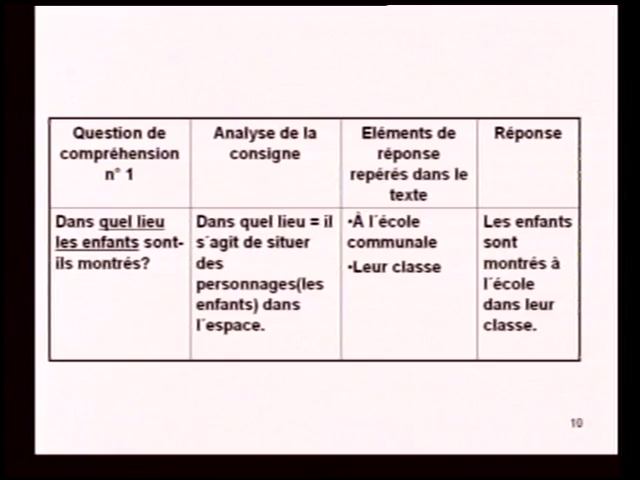 Question de
compréhension
n° 1
Analyse de la
consigne
Eléments de
réponse
repérés dans le
texte
Réponse
Dans quel lieu
les enfants sont-
ils montrés?
Dans quel lieu = il
s´agit de situer
des
personnages(les
enfants) dans
l´espace.
•À l´école
communale
•Leur classe
Les enfants
sont
montrés à
l´école
dans leur
classe.
10